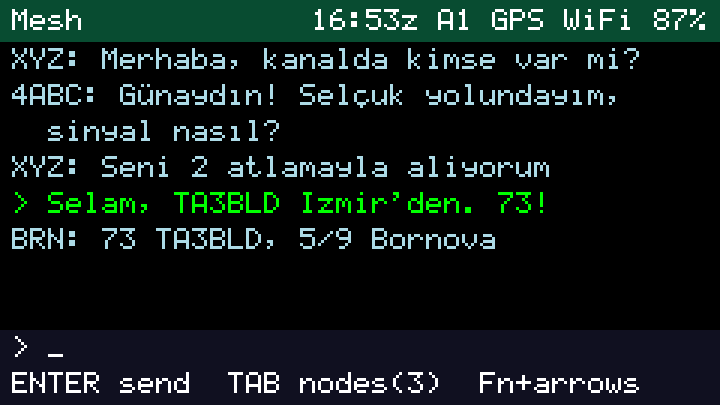 Mesh 16:53z A1 GPS WiFi 87%
XYZ: Merhaba, kanalda kimse var mi?
4ABC: Günaydın! Selçuk yolundayım,
sinyal nasıl?
XYZ: Seni 2 atlamayla aliyorum
> Selam, TA3BLD Izmir'den. 73!
BRN: 73 TA3BLD, 5/9 Bornova
> _
ENTER send TAB nodes(3) Fn+arrows